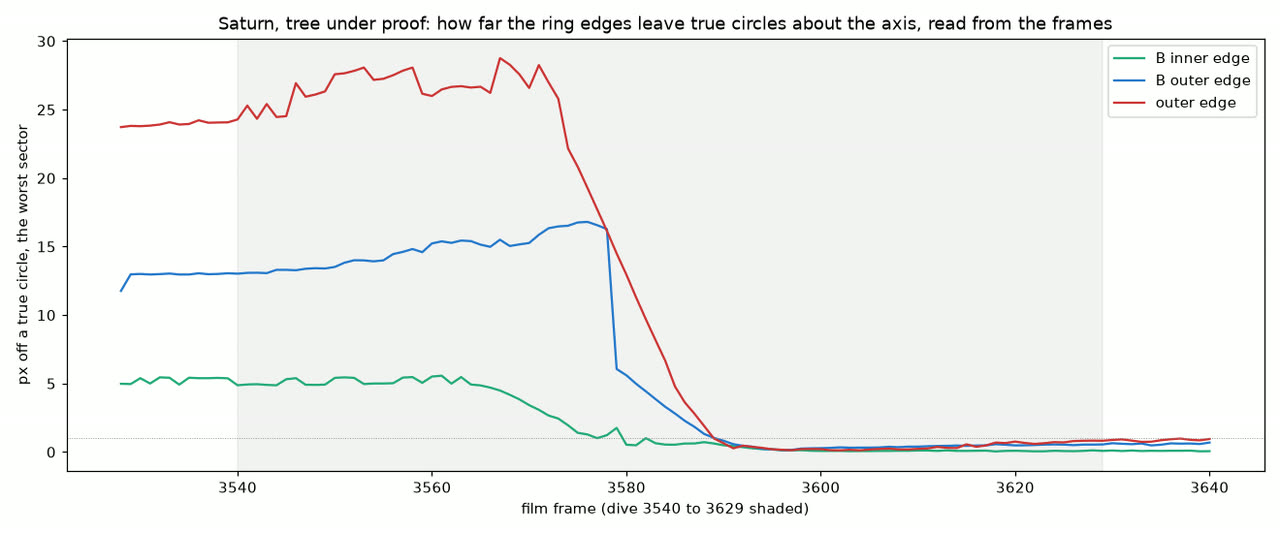 Saturn, tree under proof: how far the ring edges leave true circles about the axis, read from the frames
px off a true circle, the worst sector
30
25
20
15
10
5
0
B inner edge
B outer edge
outer edge
3540
3560
3580
3600
3620
3640
film frame (dive 3540 to 3629 shaded)